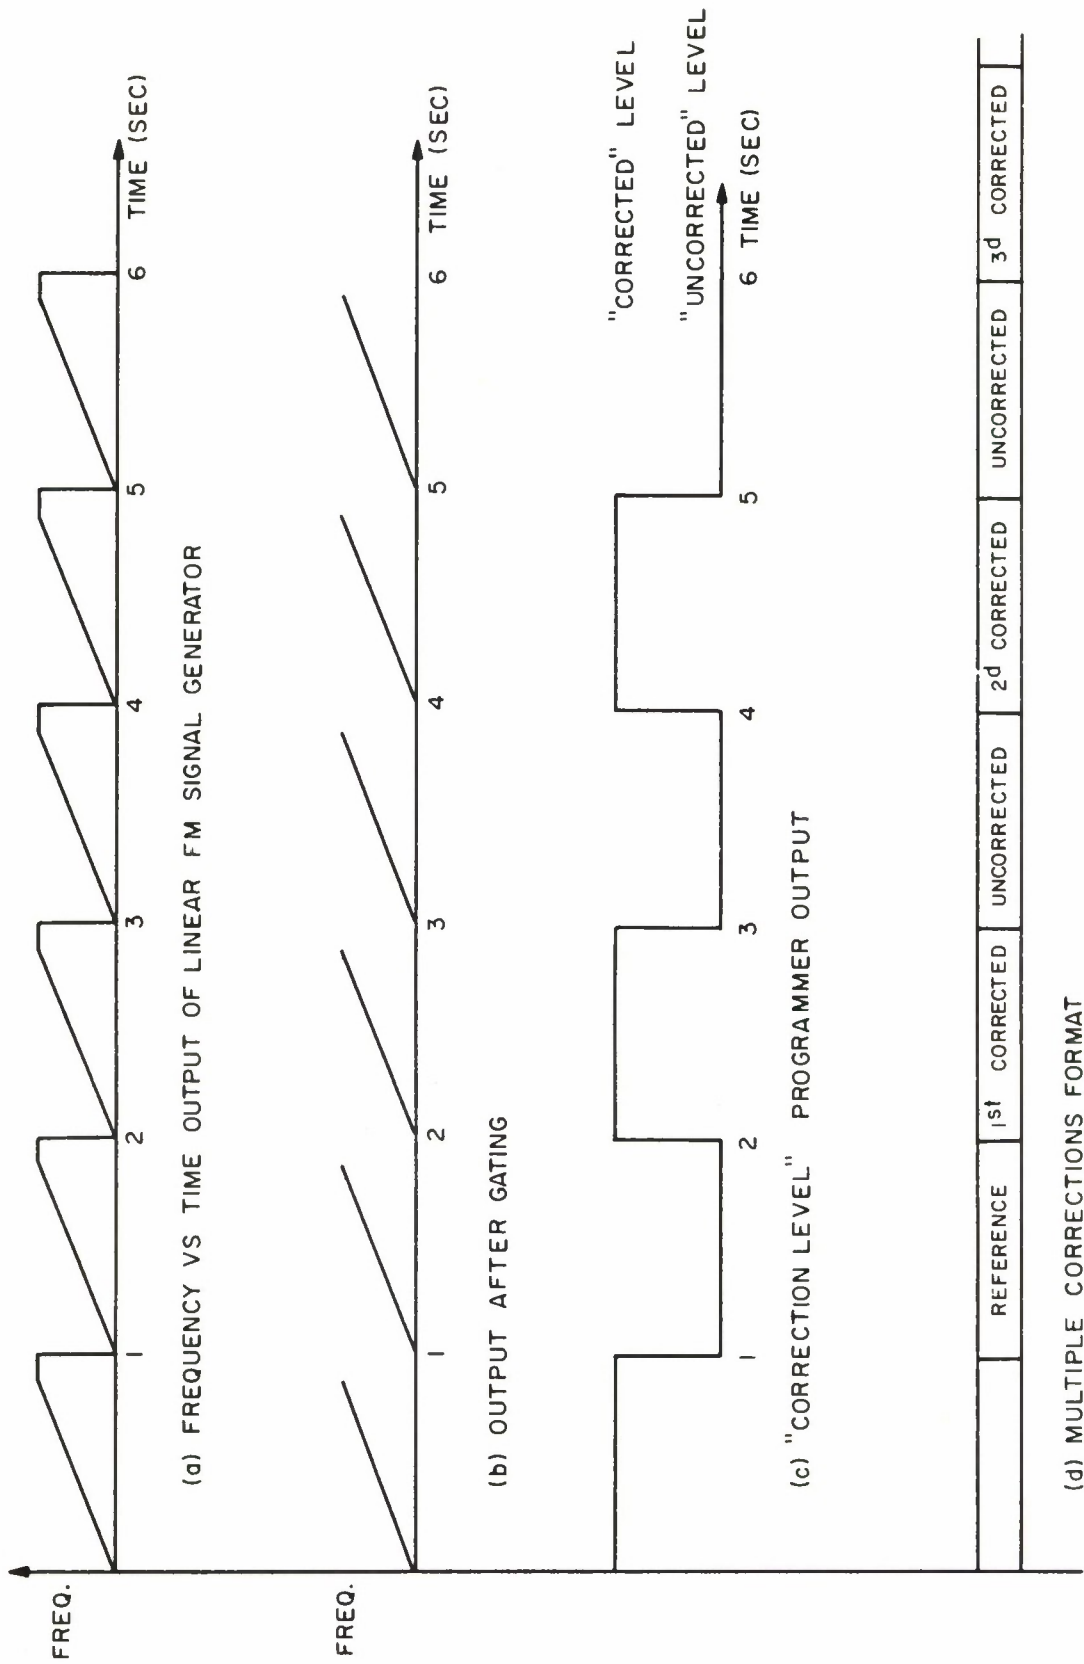 FREQ.
1 2 3 4 5 6 TIME (SEC)
(a) FREQUENCY VS TIME OUTPUT OF LINEAR FM SIGNAL GENERATOR
FREQ.
1 2 3 4 5 6 TIME (SEC)
(b) OUTPUT AFTER GATING
"CORRECTED" LEVEL
"UNCORRECTED" LEVEL
1 2 3 4 5 6 TIME (SEC)
(c) "CORRECTION LEVEL" PROGRAMMER OUTPUT
REFERENCE 1st CORRECTED UNCORRECTED 2d CORRECTED UNCORRECTED 3d CORRECTED
(d) MULTIPLE CORRECTIONS FORMAT